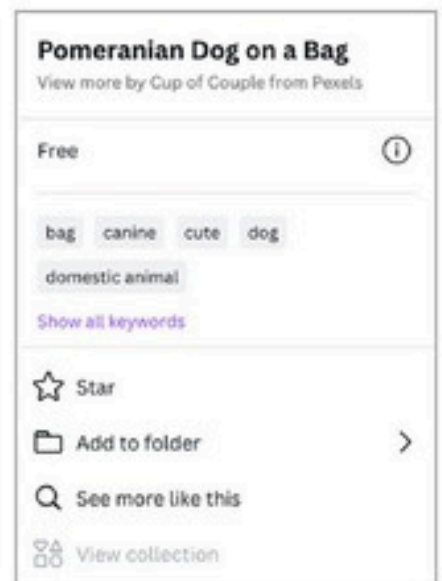 Pomeranian Dog on a Bag
View more by Cup of Couple from Pexels
Free
bag canine cute dog
domestic animal
Show all keywords
Star
Add to folder
See more like this
View collection